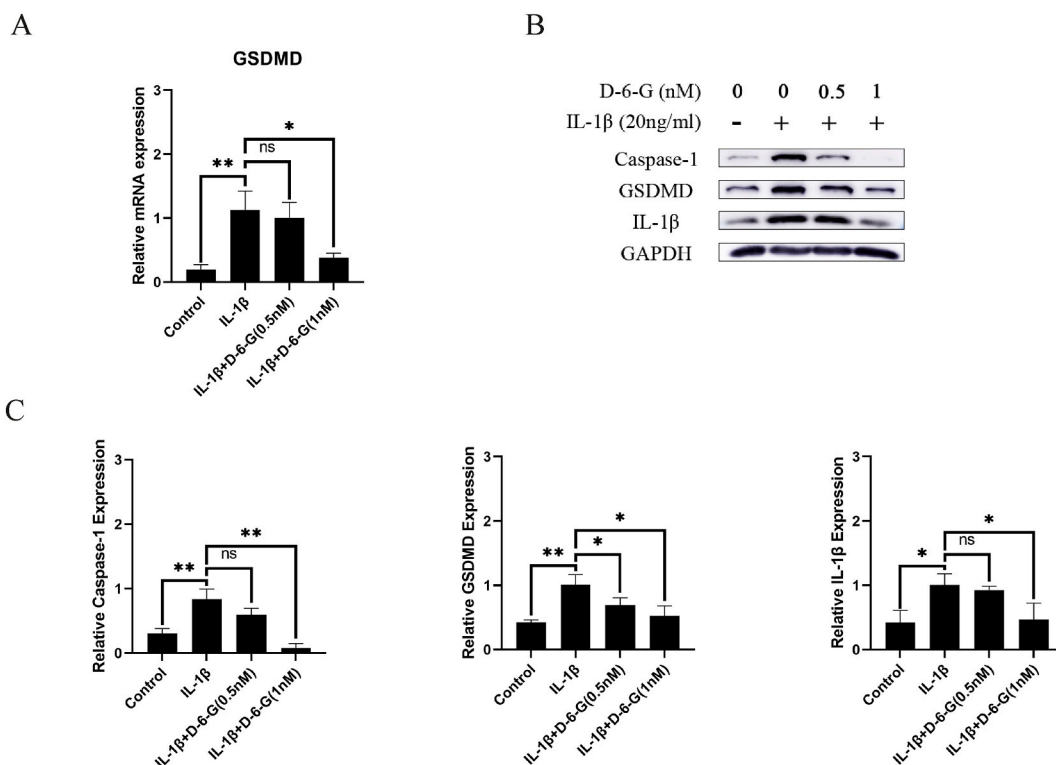 A
GSDMD
Relative mRNA expression
3
2
1
0
**
ns
*
Control
IL-1β
IL-1β+D-6-G(0.5nM)
IL-1β+D-6-G(1nM)
B
D-6-G (nM) 0 0 0.5 1
IL-1β (20ng/ml) - + + +
Caspase-1
GSDMD
IL-1β
GAPDH
C
Relative Caspase-1 Expression
3
2
1
0
**
ns
**
Control
IL-1β
IL-1β+D-6-G(0.5nM)
IL-1β+D-6-G(1nM)
Relative GSDMD Expression
3
2
1
0
**
*
*
Control
IL-1β
IL-1β+D-6-G(0.5nM)
IL-1β+D-6-G(1nM)
Relative IL-1β Expression
3
2
1
0
*
ns
*
Control
IL-1β
IL-1β+D-6-G(0.5nM)
IL-1β+D-6-G(1nM)